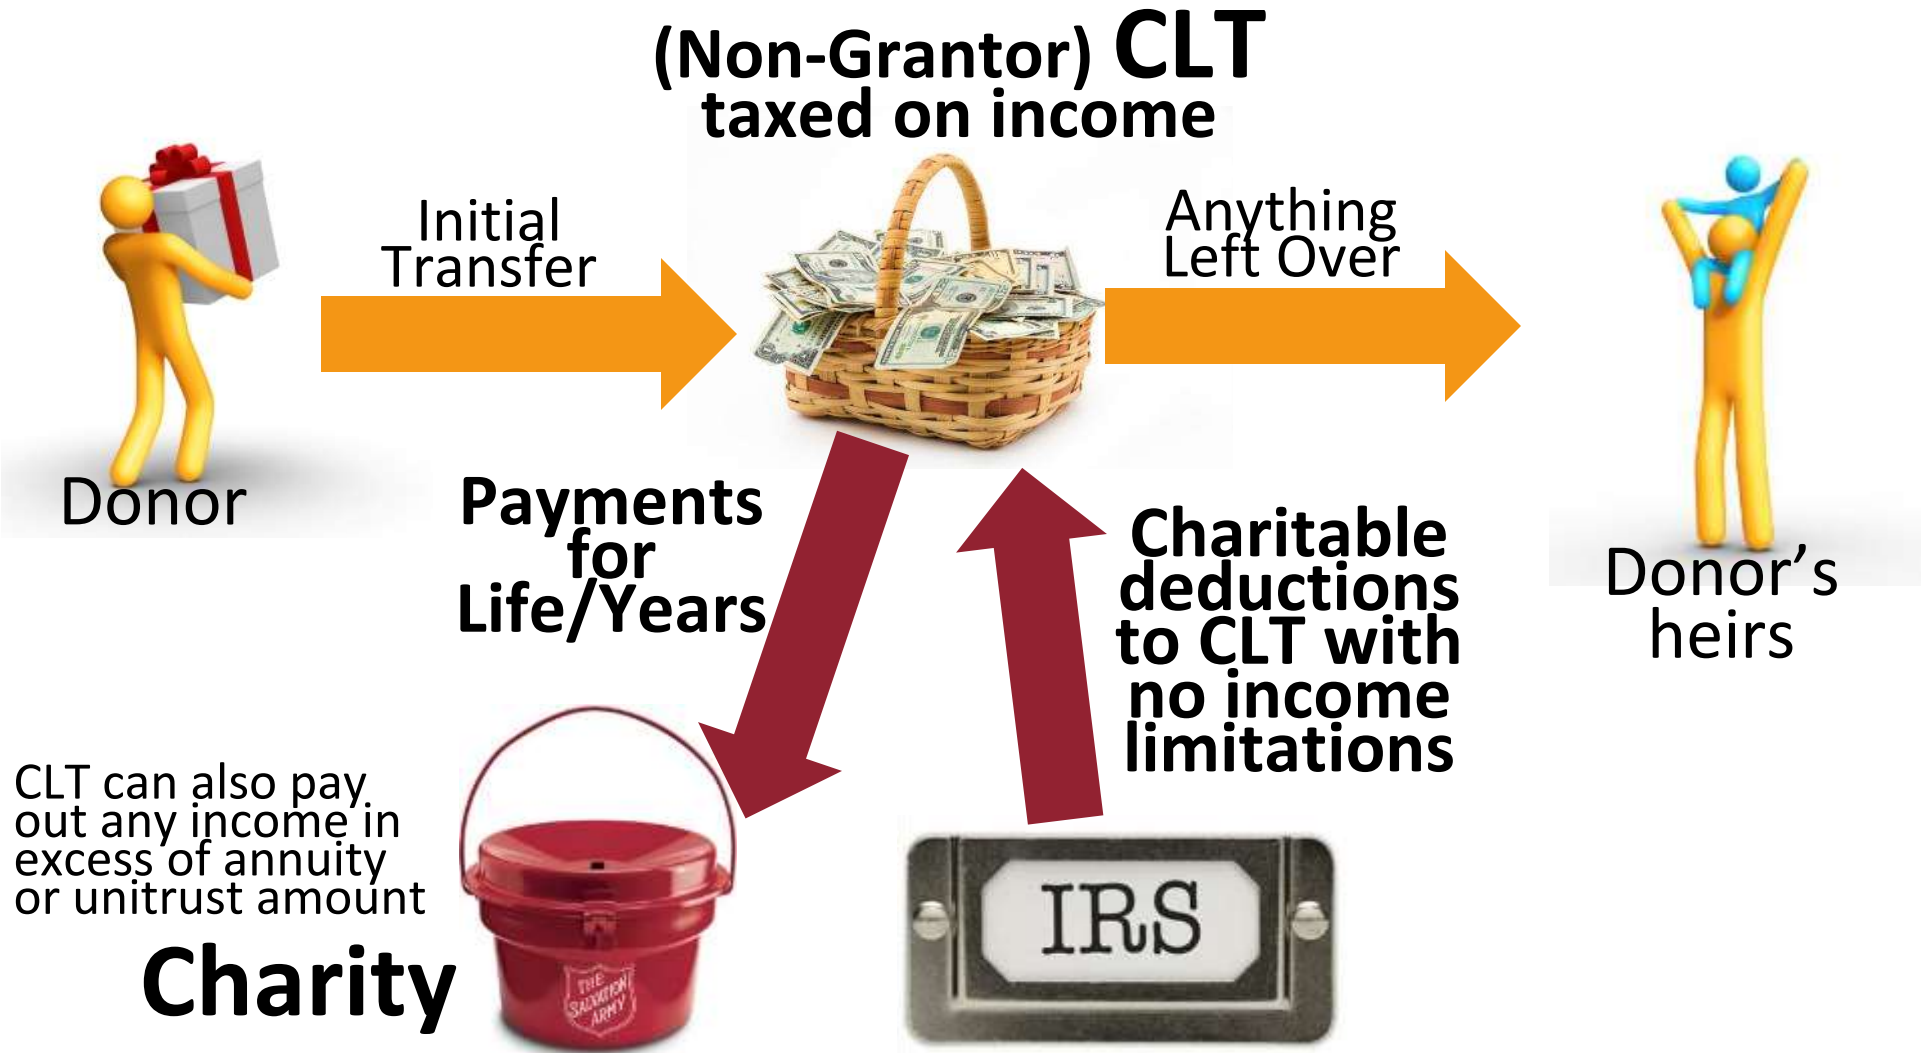 (Non-Grantor) CLT
taxed on income
Initial
Transfer
Anything
Left Over
Donor
Donor’s
heirs
Payments
for
Life/Years
Charitable
deductions
to CLT with
no income
limitations
CLT can also pay
out any income in
excess of annuity
or unitrust amount
Charity
THE
SALVATION
ARMY
IRS